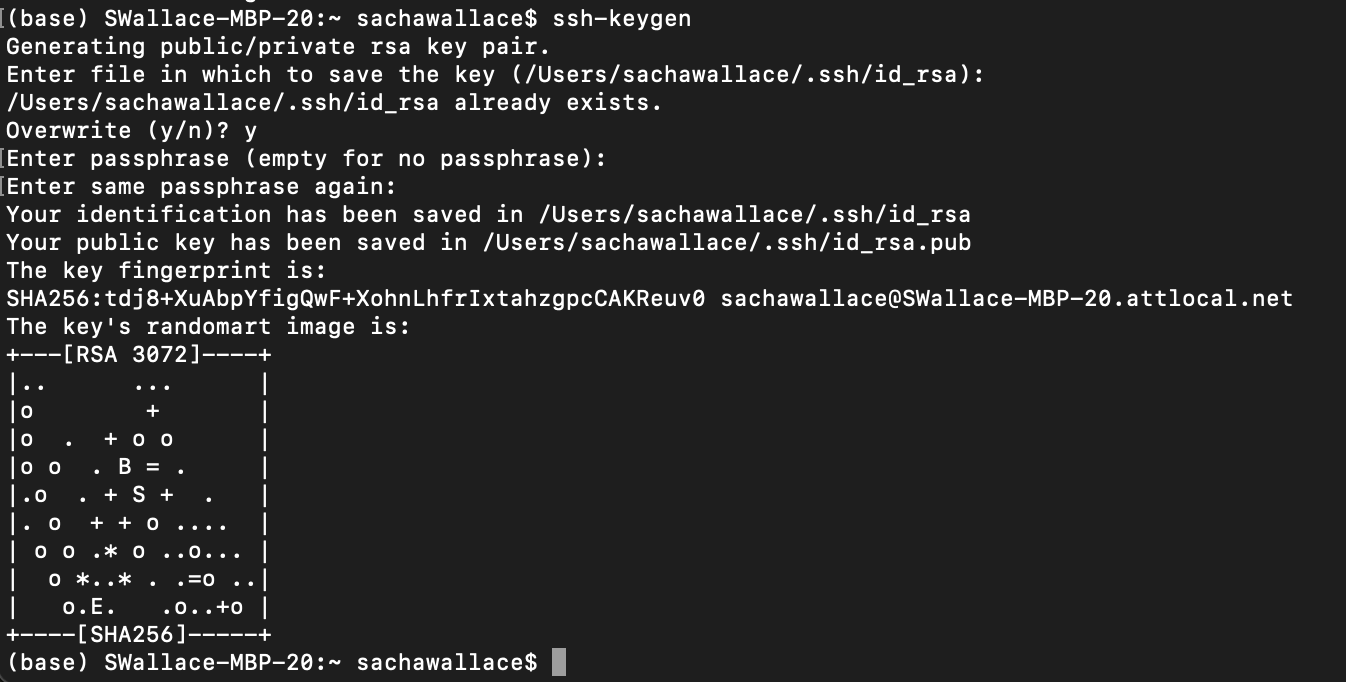 (base) SWallace-MBP-20:~ sachawallace$ ssh-keygen
Generating public/private rsa key pair.
Enter file in which to save the key (/Users/sachawallace/.ssh/id_rsa):
/Users/sachawallace/.ssh/id_rsa already exists.
Overwrite (y/n)? y
Enter passphrase (empty for no passphrase):
Enter same passphrase again:
Your identification has been saved in /Users/sachawallace/.ssh/id_rsa
Your public key has been saved in /Users/sachawallace/.ssh/id_rsa.pub
The key fingerprint is:
SHA256:tdj8+XuAbpYfigQwF+XohnLhfrIxtahzgpcCAKReuv0 sachawallace@SWallace-MBP-20.attlocal.net
The key's randomart image is:
+---[RSA 3072]----+
|..      ...      |
|o        +       |
|o  .  + o o      |
|o o  . B = .     |
|.o  . + S +  .   |
|. o  + + o ....  |
| o o .* o ..o... |
|  o *..* . .=o ..|
|   o.E.   .o..+o |
+----[SHA256]-----+
(base) SWallace-MBP-20:~ sachawallace$